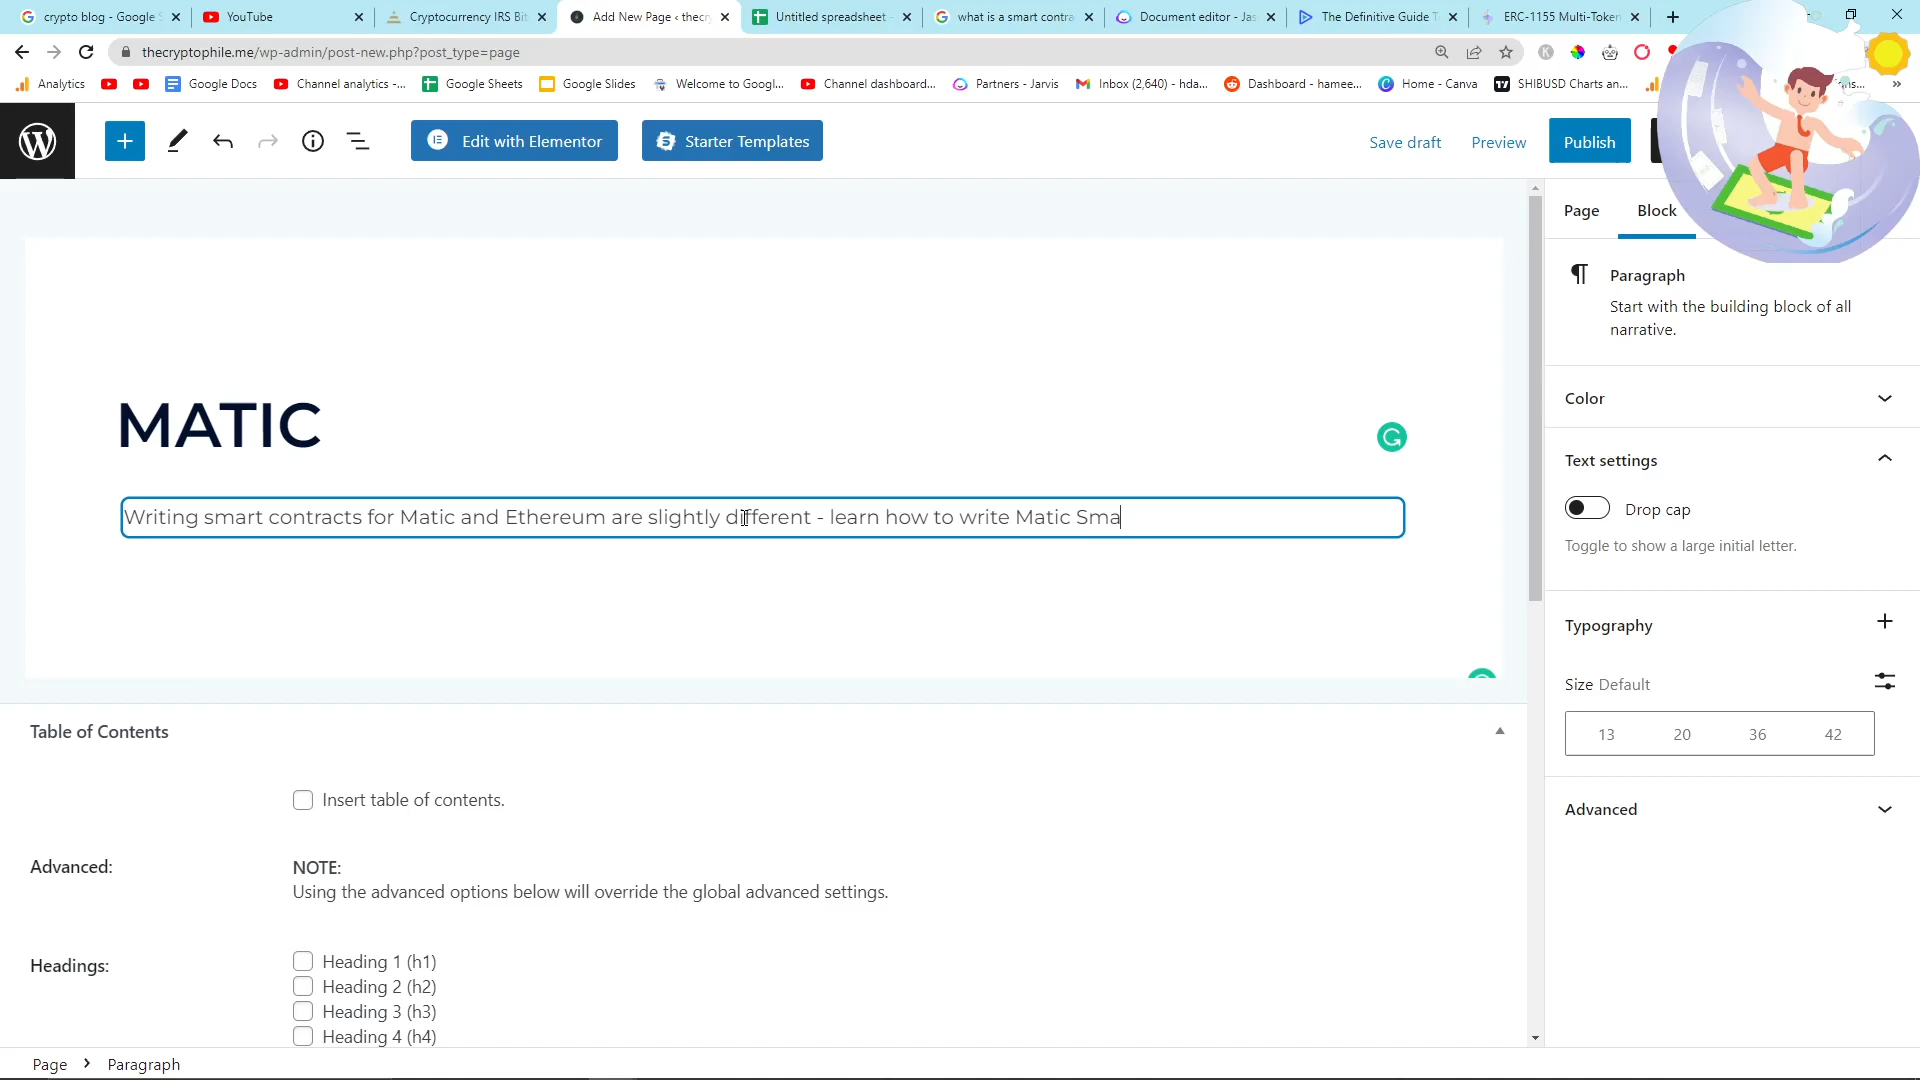 crypto blog - Google
YouTube
Cryptocurrency IRS Bit
Add New Page ‹ thecry
Untitled spreadsheet -
what is a smart contra
Document editor - Jas
The Definitive Guide T
ERC-1155 Multi-Token
thecryptophile.me/wp-admin/post-new.php?post_type=page
Analytics
Google Docs
Channel analytics -...
Google Sheets
Google Slides
Welcome to Googl...
Channel dashboard...
Partners - Jarvis
Inbox (2,640) - hda...
Dashboard - hamee...
Home - Canva
SHIBUSD Charts an...
Edit with Elementor
Starter Templates
Save draft
Preview
Publish
Page
Block
Paragraph
Start with the building block of all
narrative.
MATIC
Writing smart contracts for Matic and Ethereum are slightly different - learn how to write Matic Sma
Color
Text settings
Drop cap
Toggle to show a large initial letter.
Typography
Size Default
13 20 36 42
Advanced
Table of Contents
Insert table of contents.
Advanced:
NOTE:
Using the advanced options below will override the global advanced settings.
Headings:
Heading 1 (h1)
Heading 2 (h2)
Heading 3 (h3)
Heading 4 (h4)
Page › Paragraph